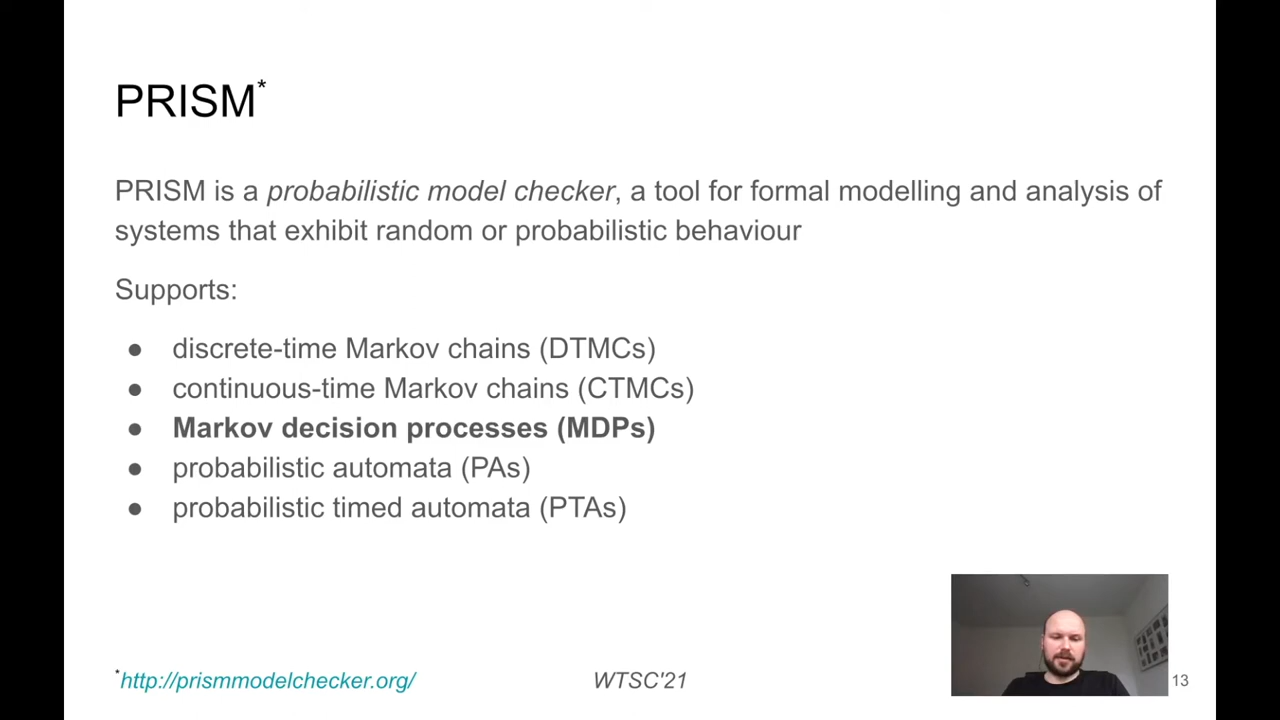 PRISM*
PRISM is a probabilistic model checker, a tool for formal modelling and analysis of
systems that exhibit random or probabilistic behaviour
Supports:
● discrete-time Markov chains (DTMCs)
● continuous-time Markov chains (CTMCs)
● Markov decision processes (MDPs)
● probabilistic automata (PAs)
● probabilistic timed automata (PTAs)
*http://prismmodelchecker.org/ WTSC'21 13